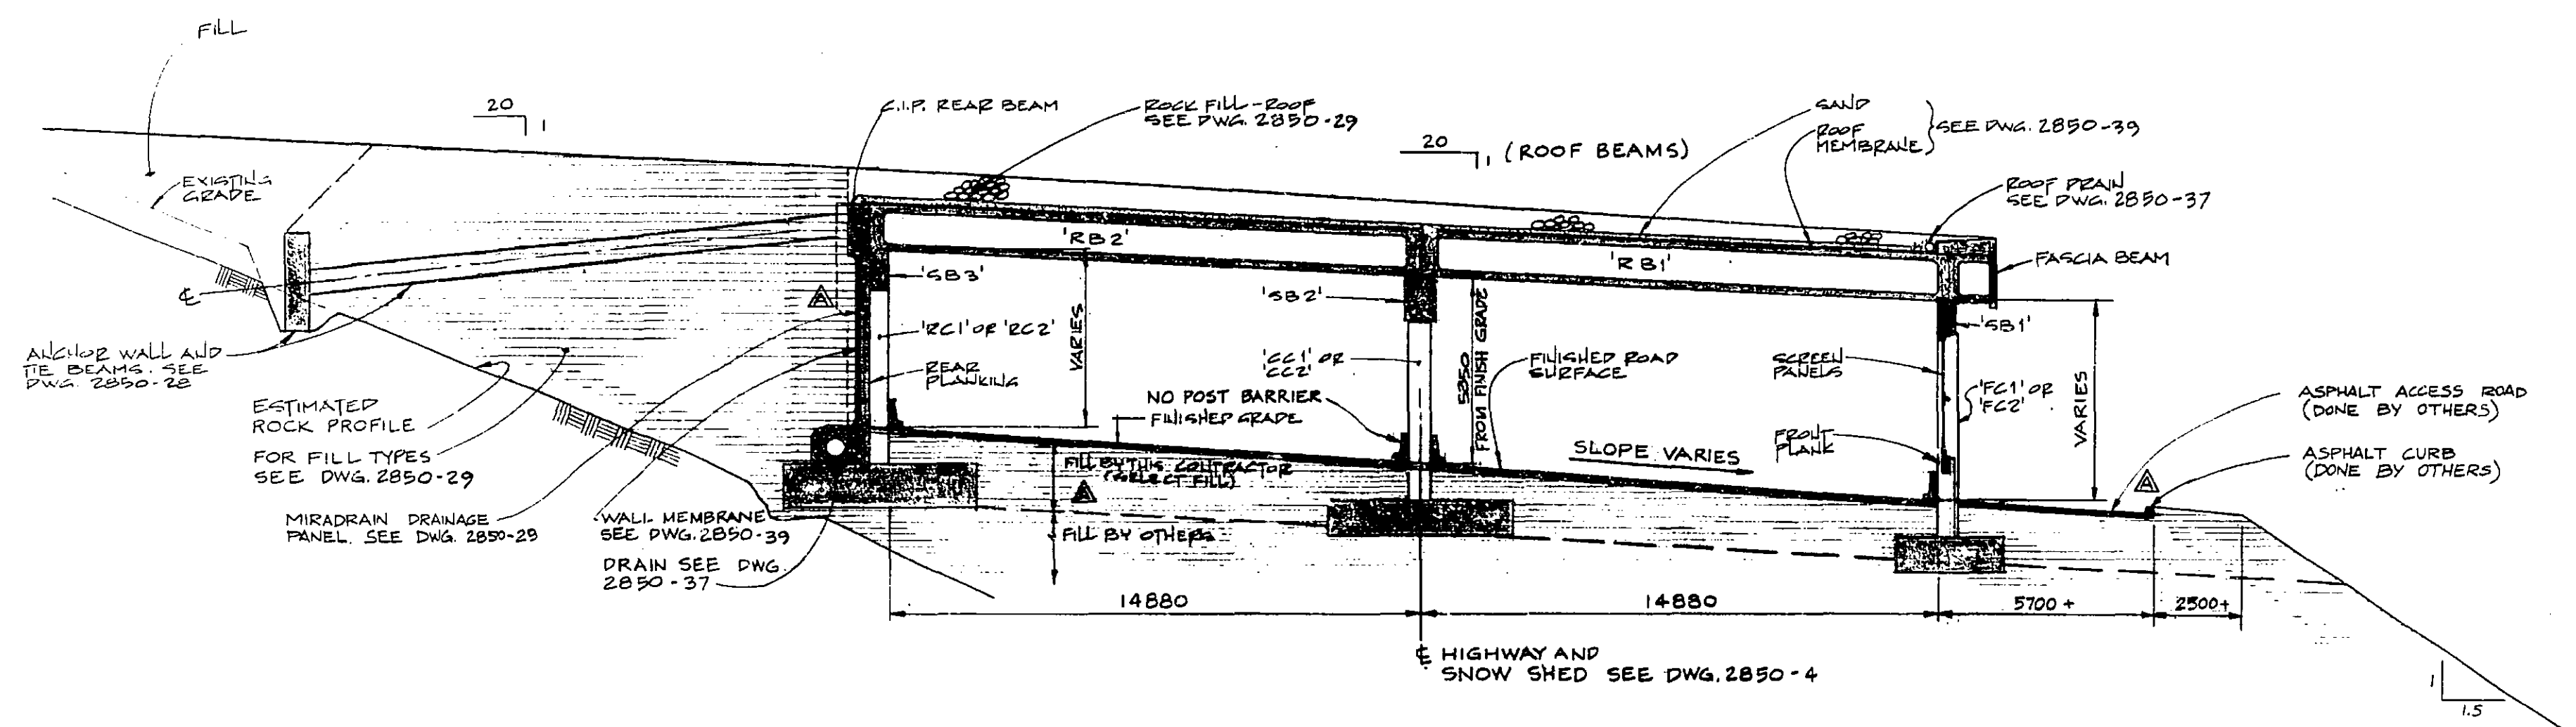 FILL
20
1
C.I.P. REAR BEAM
ROCK FILL-ROOF
SEE DWG. 2850-29
20
1 (ROOF BEAMS)
SAND
ROOF
MEMBRANE
SEE DWG. 2850-39
EXISTING
GRADE
ROOF DRAIN
SEE DWG. 2850-37
'RB2'
'RB1'
FASCIA BEAM
'SB3'
'SB2'
'SB1'
℄
A
'RC1' OR 'RC2'
VARIES
5350
FROM FINISH GRADE
'CC1' OR
'CC2'
FINISHED ROAD
SURFACE
SCREEN
PANELS
'FC1' OR
'FC2'
VARIES
ANCHOR WALL AND
TIE BEAMS. SEE
DWG. 2850-28
REAR
PLANKING
NO POST BARRIER
FINISHED GRADE
ASPHALT ACCESS ROAD
(DONE BY OTHERS)
ESTIMATED
ROCK PROFILE
FRONT
PLANK
SLOPE VARIES
ASPHALT CURB
(DONE BY OTHERS)
A
FOR FILL TYPES
SEE DWG. 2850-29
FILL BY THIS CONTRACTOR
(SELECT FILL)
A
MIRADRAIN DRAINAGE
PANEL. SEE DWG. 2850-29
WALL MEMBRANE
SEE DWG. 2850-39
FILL BY OTHERS
DRAIN SEE DWG.
2850-37
14880
14880
5700+
2500+
℄ HIGHWAY AND
SNOW SHED SEE DWG. 2850-4
1
1.5